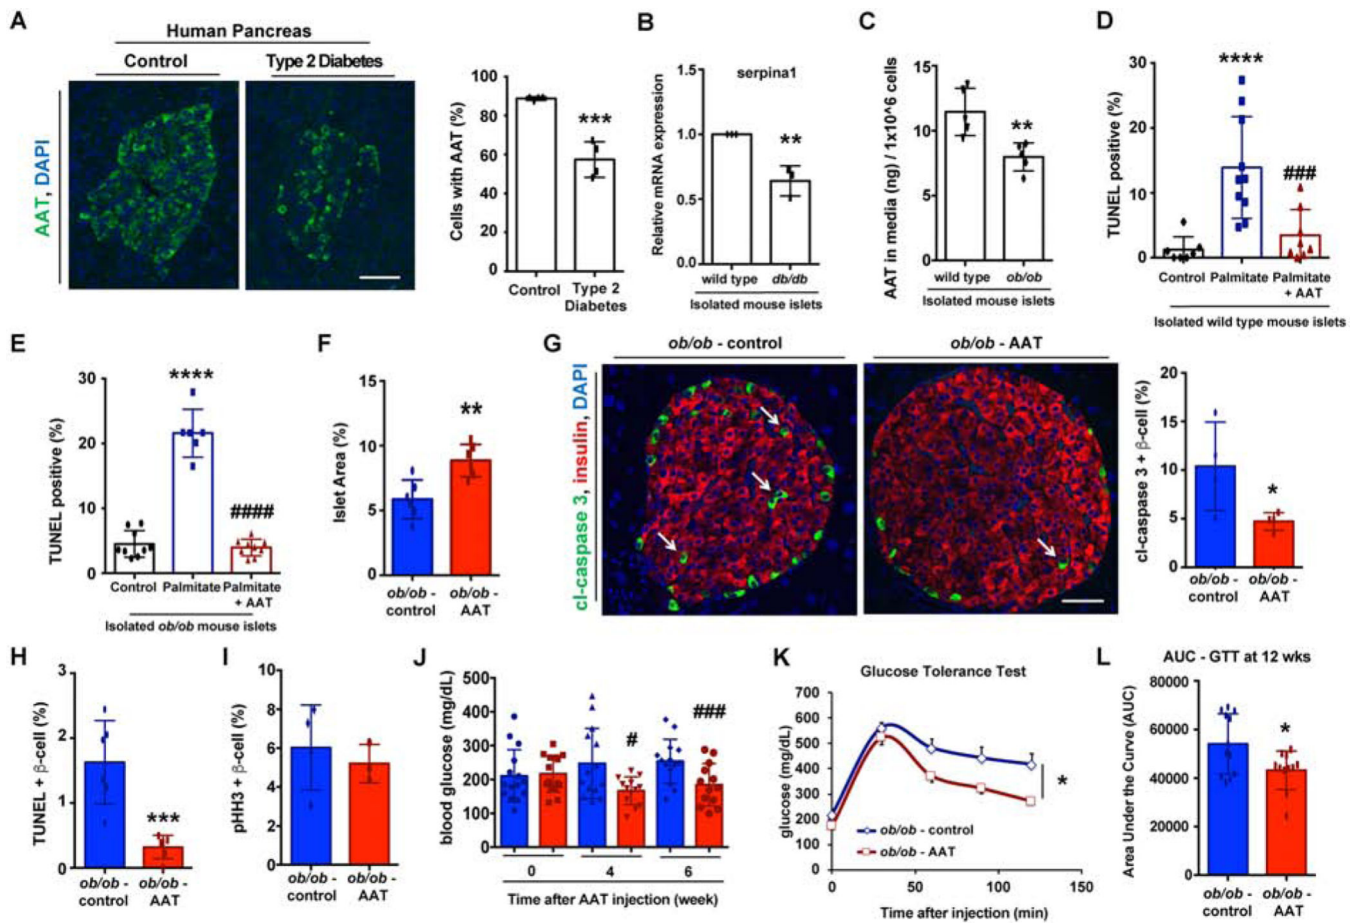 A
Human Pancreas
Control
Type 2 Diabetes
AAT, DAPI
Cells with AAT (%)
100
80
60
40
20
0
***
Control
Type 2
Diabetes
B
serpina1
Relative mRNA expression
1.5
1.0
0.5
0.0
**
wild type
db/db
Isolated mouse islets
C
AAT in media (ng) / 1x10^6 cells
15
10
5
0
**
wild type
ob/ob
Isolated mouse islets
D
TUNEL positive (%)
30
20
10
0
****
###
Control
Palmitate
Palmitate
+ AAT
Isolated wild type mouse islets
E
TUNEL positive (%)
30
20
10
0
****
####
Control
Palmitate
Palmitate
+ AAT
Isolated ob/ob mouse islets
F
Islet Area (%)
15
10
5
0
**
ob/ob -
control
ob/ob -
AAT
G
ob/ob - control
ob/ob - AAT
cl-caspase 3, insulin, DAPI
cl-caspase 3 + β-cell (%)
20
15
10
5
0
*
ob/ob -
control
ob/ob -
AAT
H
TUNEL + β-cell (%)
3
2
1
0
***
ob/ob -
control
ob/ob -
AAT
I
pHH3 + β-cell (%)
10
8
6
4
2
0
ob/ob -
control
ob/ob -
AAT
J
blood glucose (mg/dL)
500
400
300
200
100
0
#
###
0
4
6
Time after AAT injection (week)
K
Glucose Tolerance Test
glucose (mg/dL)
700
600
500
400
300
200
100
0
*
ob/ob - control
ob/ob - AAT
0
50
100
150
Time after injection (min)
L
AUC - GTT at 12 wks
Area Under the Curve (AUC)
80000
60000
40000
20000
0
*
ob/ob -
control
ob/ob -
AAT